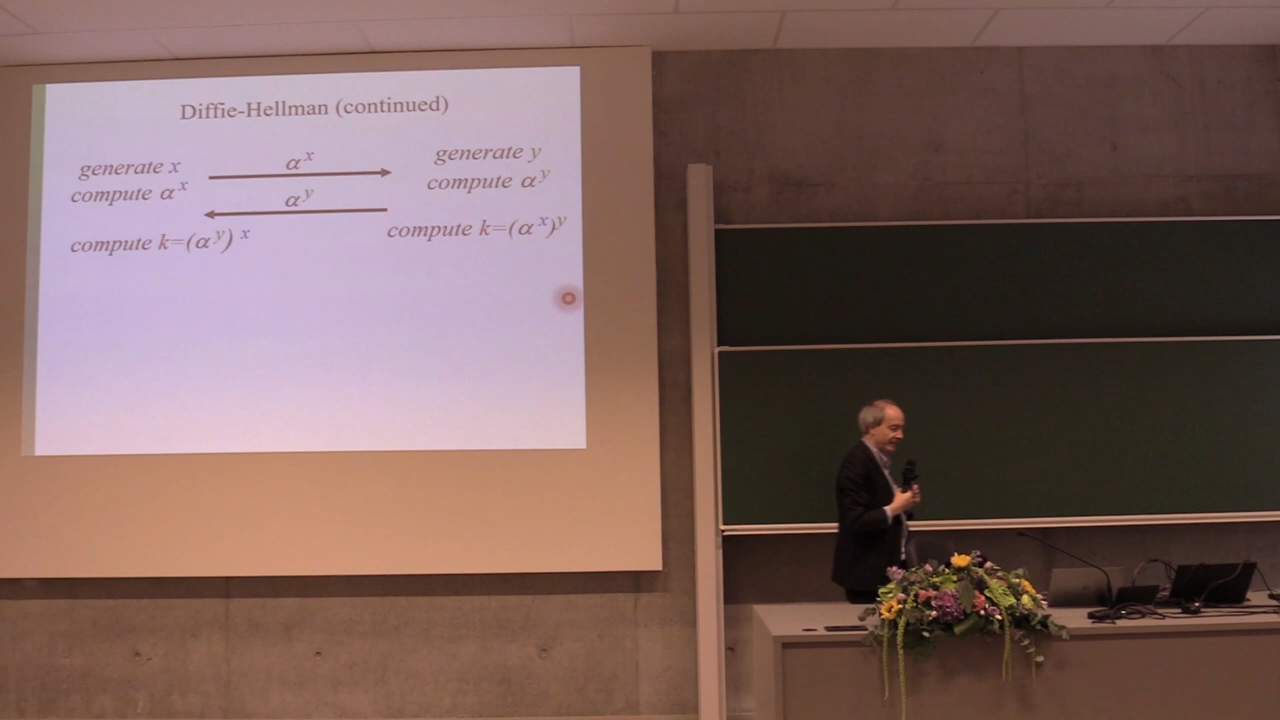 Diffie-Hellman (continued)
generate x
compute α^x
α^x
generate y
compute α^y
α^y
compute k=(α^y)^x
compute k=(α^x)^y